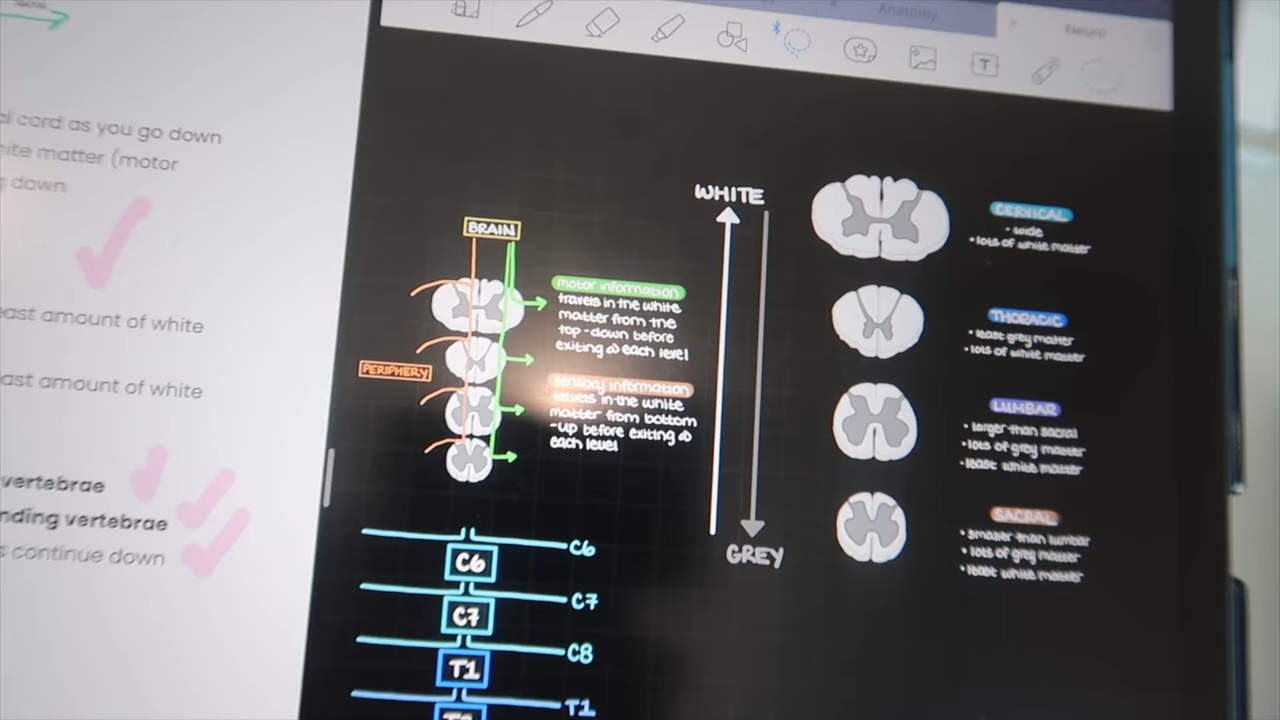 Anatomy
Neuro
al cord as you go down
hite matter (motor
g down
east amount of white
east amount of white
vertebrae
nding vertebrae
s continue down
BRAIN
PERIPHERY
motor information
travels in the white
matter from the
top-down before
exiting @ each level
sensory information
travels in the white
matter from bottom
-up before exiting @
each level
WHITE
GREY
CERVICAL
• wide
• lots of white matter
THORACIC
• least grey matter
• lots of white matter
LUMBAR
• larger than sacral
• lots of grey matter
• least white matter
SACRAL
• smaller than lumbar
• lots of grey matter
• least white matter
C6
C6
C7
C7
C8
T1
T1